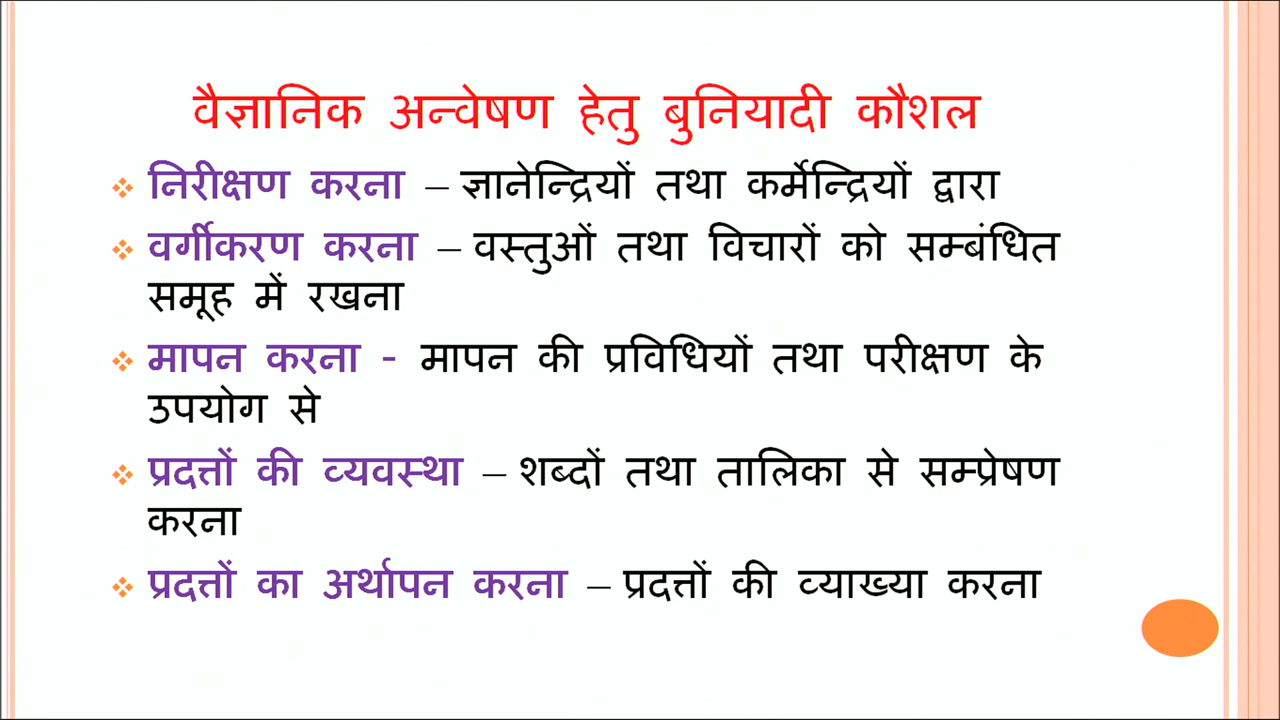 वैज्ञानिक अन्वेषण हेतु बुनियादी कौशल
निरीक्षण करना – ज्ञानेन्द्रियों तथा कर्मेन्द्रियों द्वारा
वर्गीकरण करना – वस्तुओं तथा विचारों को सम्बंधित
समूह में रखना
मापन करना - मापन की प्रविधियों तथा परीक्षण के
उपयोग से
प्रदत्तों की व्यवस्था – शब्दों तथा तालिका से सम्प्रेषण
करना
प्रदत्तों का अर्थापन करना – प्रदत्तों की व्याख्या करना